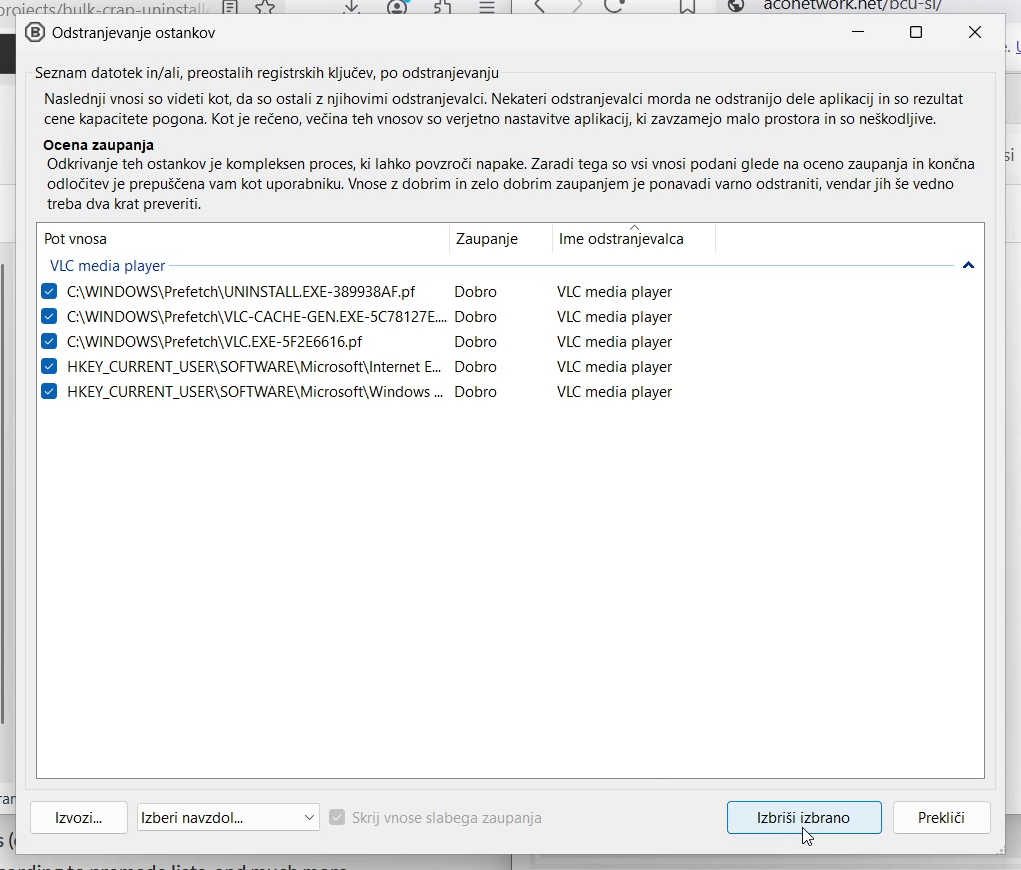 projects/bulk-crap-uninstall
aconetwork.net/bcu-sl/
Odstranjevanje ostankov
Seznam datotek in/ali, preostalih registrskih ključev, po odstranjevanju
Naslednji vnosi so videti kot, da so ostali z njihovimi odstranjevalci. Nekateri odstranjevalci morda ne odstranijo dele aplikacij in so rezultat
cene kapacitete pogona. Kot je rečeno, večina teh vnosov so verjetno nastavitve aplikacij, ki zavzamejo malo prostora in so neškodljive.
Ocena zaupanja
Odkrivanje teh ostankov je kompleksen proces, ki lahko povzroči napake. Zaradi tega so vsi vnosi podani glede na oceno zaupanja in končna
odločitev je prepuščena vam kot uporabniku. Vnose z dobrim in zelo dobrim zaupanjem je ponavadi varno odstraniti, vendar jih še vedno
treba dva krat preveriti.
Pot vnosa Zaupanje Ime odstranjevalca
VLC media player
C:\WINDOWS\Prefetch\UNINSTALL.EXE-389938AF.pf Dobro VLC media player
C:\WINDOWS\Prefetch\VLC-CACHE-GEN.EXE-5C78127E... Dobro VLC media player
C:\WINDOWS\Prefetch\VLC.EXE-5F2E6616.pf Dobro VLC media player
HKEY_CURRENT_USER\SOFTWARE\Microsoft\Internet E... Dobro VLC media player
HKEY_CURRENT_USER\SOFTWARE\Microsoft\Windows ... Dobro VLC media player
Izvozi... Izberi navzdol... Skrij vnose slabega zaupanja Izbriši izbrano Prekliči